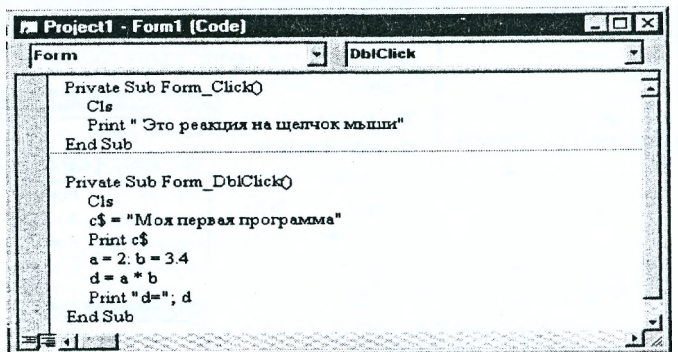 Project1 - Form1 (Code)
Form DblClick
Private Sub Form_Click()
Cls
Print " Это реакция на щелчок мыши"
End Sub
Private Sub Form_DblClick()
Cls
c$ = "Моя первая программа"
Print c$
a = 2: b = 3.4
d = a * b
Print "d="; d
End Sub